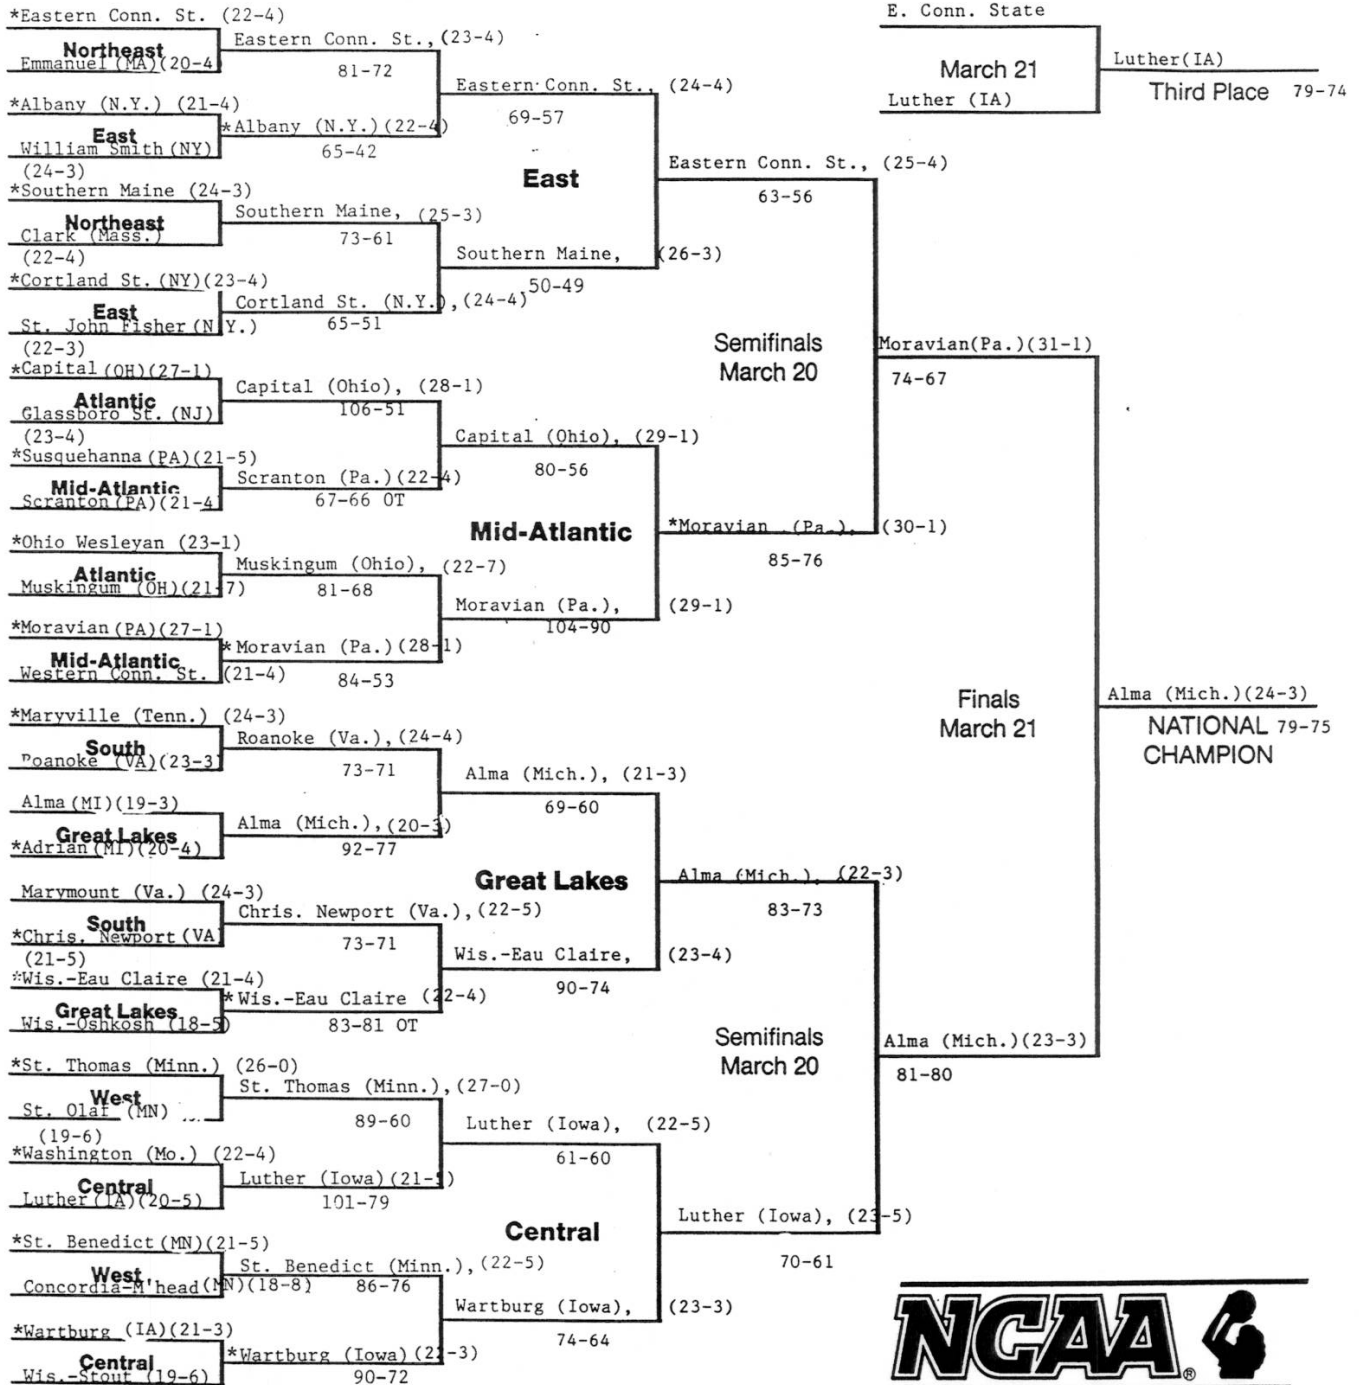 *Eastern Conn. St. (22-4)
Northeast
Emmanuel (MA)(20-4
*Albany (N.Y.) (21-4)
East
William Smith (NY)
(24-3)
*Southern Maine (24-3)
Northeast
Clark (Mass.)
(22-4)
*Cortland St. (NY)(23-4)
East
St. John Fisher (N.Y.)
(22-3)
*Capital (OH)(27-1)
Atlantic
Glassboro St. (NJ)
(23-4)
*Susquehanna (PA)(21-5)
Mid-Atlantic
Scranton (PA)(21-4
*Ohio Wesleyan (23-1)
Atlantic
Muskingum (OH)(21-7)
*Moravian (PA)(27-1)
Mid-Atlantic
Western Conn. St. (21-4)
*Maryville (Tenn.) (24-3)
South
Roanoke (VA)(23-3
Alma (MI)(19-3)
Great Lakes
*Adrian (MI)(20-4)
Marymount (Va.) (24-3)
South
*Chris. Newport (VA
(21-5)
*Wis.-Eau Claire (21-4)
Great Lakes
Wis.-Oshkosh (18-5)
*St. Thomas (Minn.) (26-0)
West
St. Olaf (MN)
(19-6)
*Washington (Mo.) (22-4)
Central
Luther (IA)(20-5)
*St. Benedict (MN)(21-5)
West
Concordia-M'head (MN)(18-8)
*Wartburg (IA)(21-3)
Central
Wis.-Stout (19-6)
Eastern Conn. St., (23-4)
81-72
*Albany (N.Y.) (22-4)
65-42
Southern Maine, (25-3)
73-61
Cortland St. (N.Y.), (24-4)
65-51
Capital (Ohio), (28-1)
106-51
Scranton (Pa.) (22-4)
67-66 OT
Muskingum (Ohio), (22-7)
81-68
*Moravian (Pa.) (28-1)
84-53
Roanoke (Va.), (24-4)
73-71
Alma (Mich.), (20-3)
92-77
Chris. Newport (Va.), (22-5)
73-71
*Wis.-Eau Claire (22-4)
83-81 OT
St. Thomas (Minn.), (27-0)
89-60
Luther (Iowa) (21-5)
101-79
St. Benedict (Minn.), (22-5)
86-76
*Wartburg (Iowa) (22-3)
90-72
Eastern Conn. St., (24-4)
69-57
East
Southern Maine, (26-3)
50-49
Capital (Ohio), (29-1)
80-56
Mid-Atlantic
Moravian (Pa.), (29-1)
104-90
Alma (Mich.), (21-3)
69-60
Great Lakes
Wis.-Eau Claire, (23-4)
90-74
Luther (Iowa), (22-5)
61-60
Central
Wartburg (Iowa), (23-3)
74-64
Eastern Conn. St., (25-4)
63-56
Semifinals
March 20
*Moravian (Pa.), (30-1)
85-76
Alma (Mich.), (22-3)
83-73
Semifinals
March 20
Luther (Iowa), (23-5)
70-61
Moravian(Pa.)(31-1)
74-67
Finals
March 21
Alma (Mich.)(23-3)
81-80
Alma (Mich.)(24-3)
NATIONAL 79-75
CHAMPION
E. Conn. State
March 21
Luther (IA)
Luther(IA)
Third Place 79-74
NCAA®